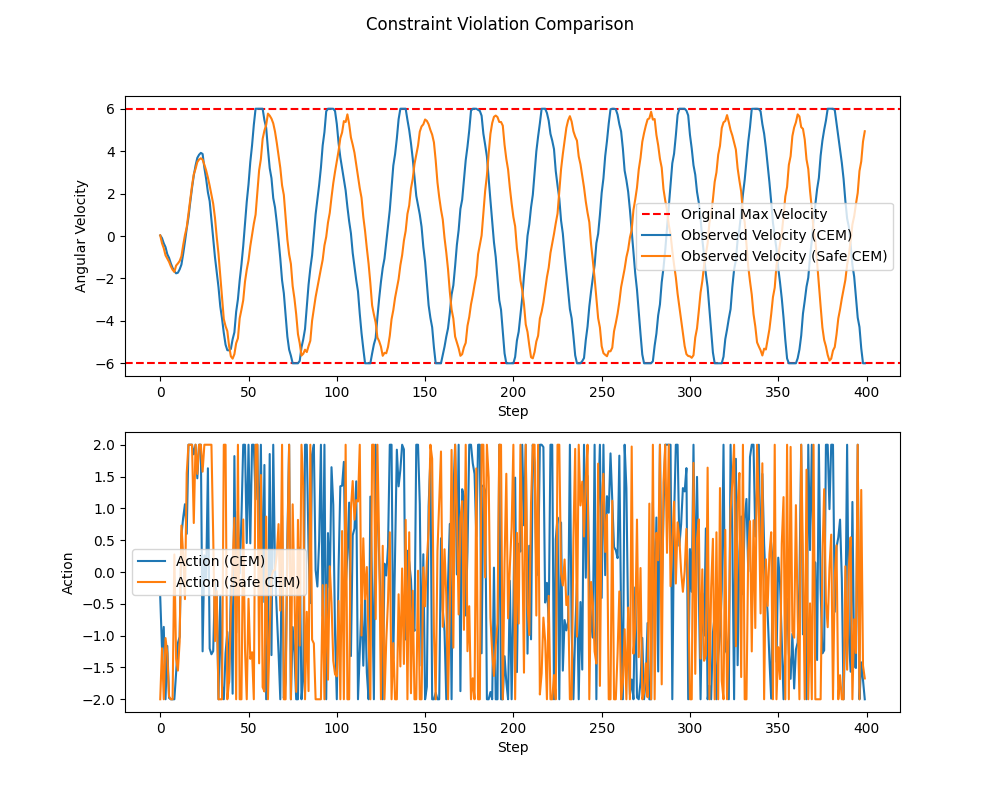 Constraint Violation Comparison
6
4
2
0
−2
−4
−6
Angular Velocity
Original Max Velocity
Observed Velocity (CEM)
Observed Velocity (Safe CEM)
0 50 100 150 200 250 300 350 400
Step
2.0
1.5
1.0
0.5
0.0
−0.5
−1.0
−1.5
−2.0
Action
Action (CEM)
Action (Safe CEM)
0 50 100 150 200 250 300 350 400
Step